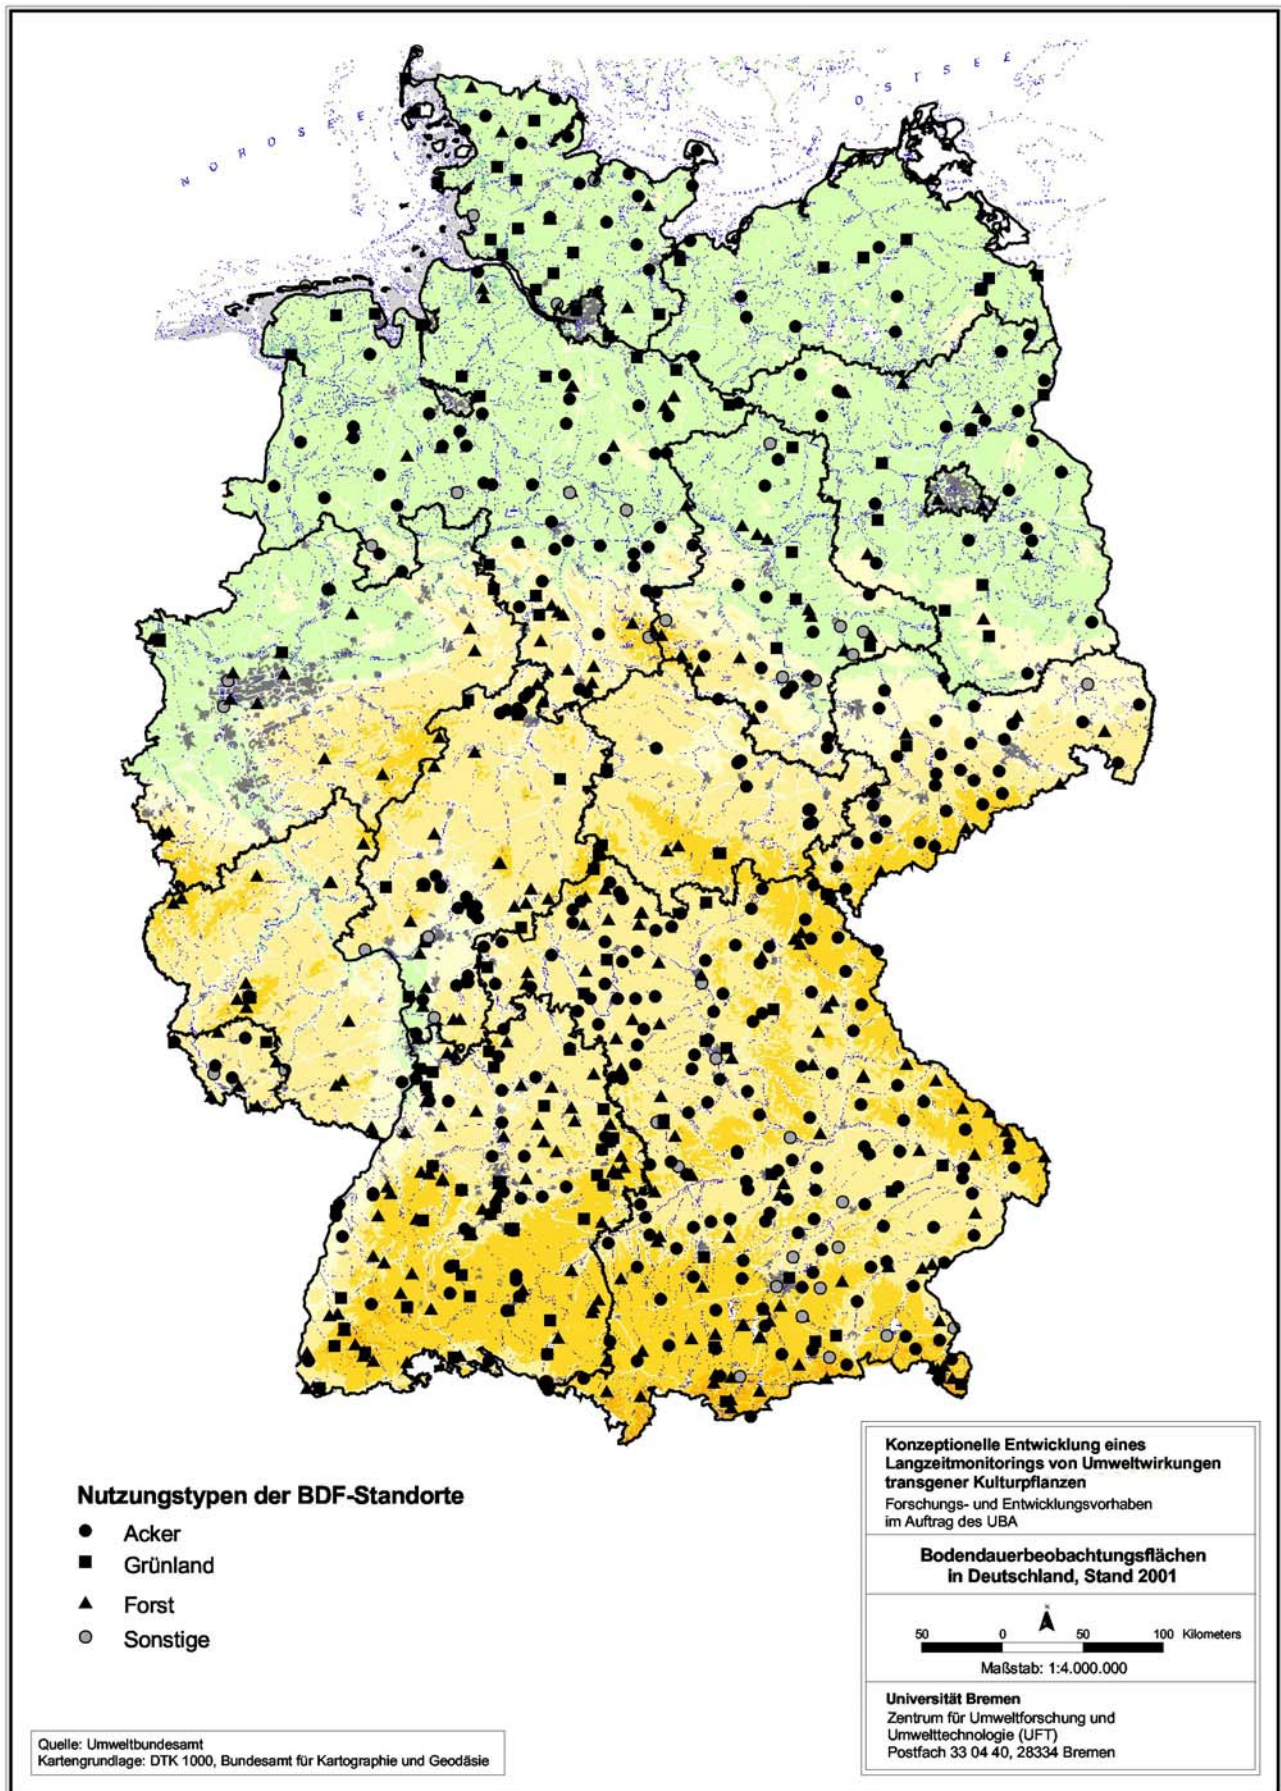 NORDSEE
OSTSEE
Nutzungstypen der BDF-Standorte
Acker
Grünland
Forst
Sonstige
Konzeptionelle Entwicklung eines
Langzeitmonitorings von Umweltwirkungen
transgener Kulturpflanzen
Forschungs- und Entwicklungsvorhaben
im Auftrag des UBA
Bodendauerbeobachtungsflächen
in Deutschland, Stand 2001
N
50 0 50 100 Kilometers
Maßstab: 1:4.000.000
Universität Bremen
Zentrum für Umweltforschung und
Umwelttechnologie (UFT)
Postfach 33 04 40, 28334 Bremen
Quelle: Umweltbundesamt
Kartengrundlage: DTK 1000, Bundesamt für Kartographie und Geodäsie